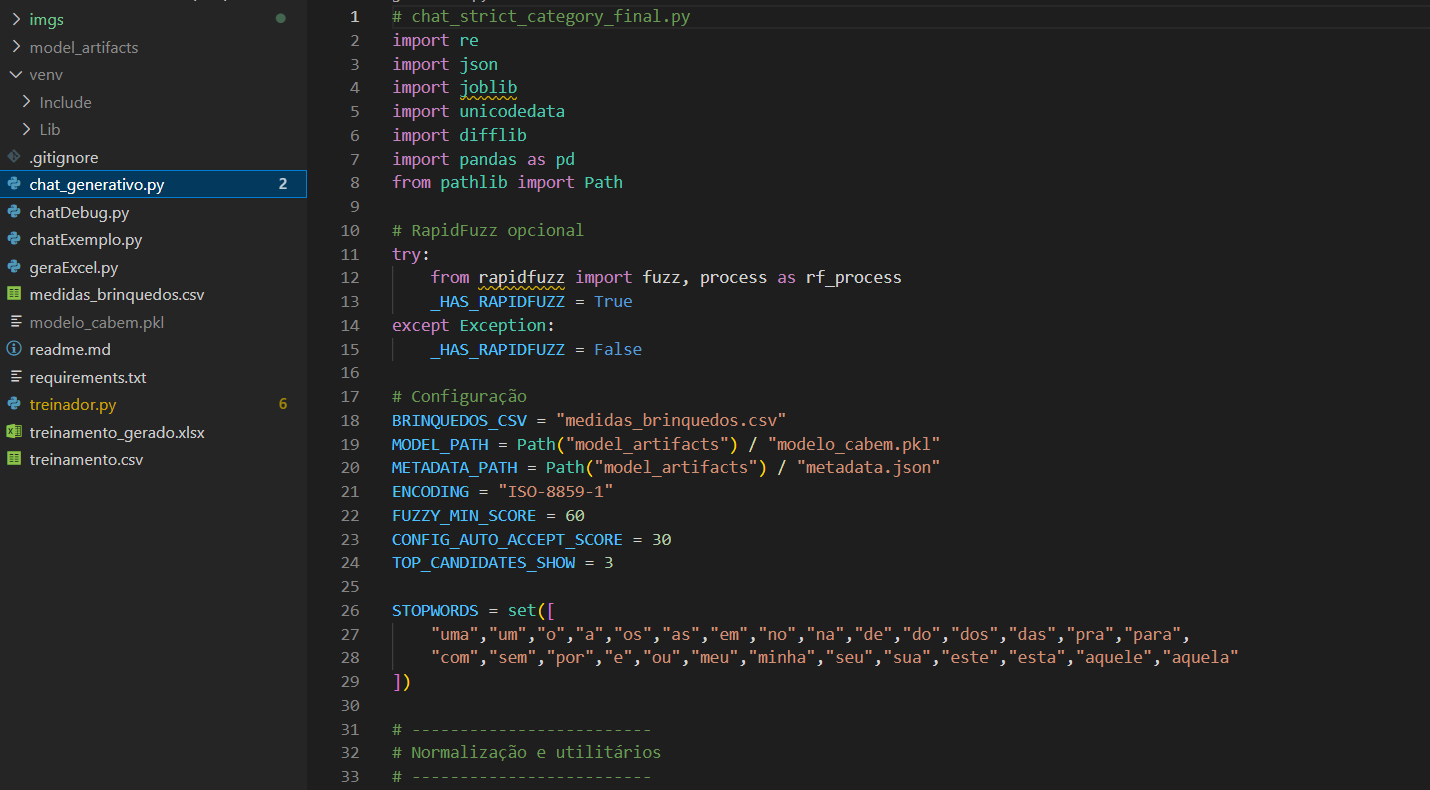 imgs
model_artifacts
venv
Include
Lib
.gitignore
chat_generativo.py 2
chatDebug.py
chatExemplo.py
geraExcel.py
medidas_brinquedos.csv
modelo_cabem.pkl
readme.md
requirements.txt
treinador.py 6
treinamento_gerado.xlsx
treinamento.csv
1 # chat_strict_category_final.py
2 import re
3 import json
4 import joblib
5 import unicodedata
6 import difflib
7 import pandas as pd
8 from pathlib import Path
9
10 # RapidFuzz opcional
11 try:
12     from rapidfuzz import fuzz, process as rf_process
13     _HAS_RAPIDFUZZ = True
14 except Exception:
15     _HAS_RAPIDFUZZ = False
16
17 # Configuração
18 BRINQUEDOS_CSV = "medidas_brinquedos.csv"
19 MODEL_PATH = Path("model_artifacts") / "modelo_cabem.pkl"
20 METADATA_PATH = Path("model_artifacts") / "metadata.json"
21 ENCODING = "ISO-8859-1"
22 FUZZY_MIN_SCORE = 60
23 CONFIG_AUTO_ACCEPT_SCORE = 30
24 TOP_CANDIDATES_SHOW = 3
25
26 STOPWORDS = set([
27     "uma","um","o","a","os","as","em","no","na","de","do","dos","das","pra","para",
28     "com","sem","por","e","ou","meu","minha","seu","sua","este","esta","aquele","aquela"
29 ])
30
31 # -------------------------
32 # Normalização e utilitários
33 # -------------------------